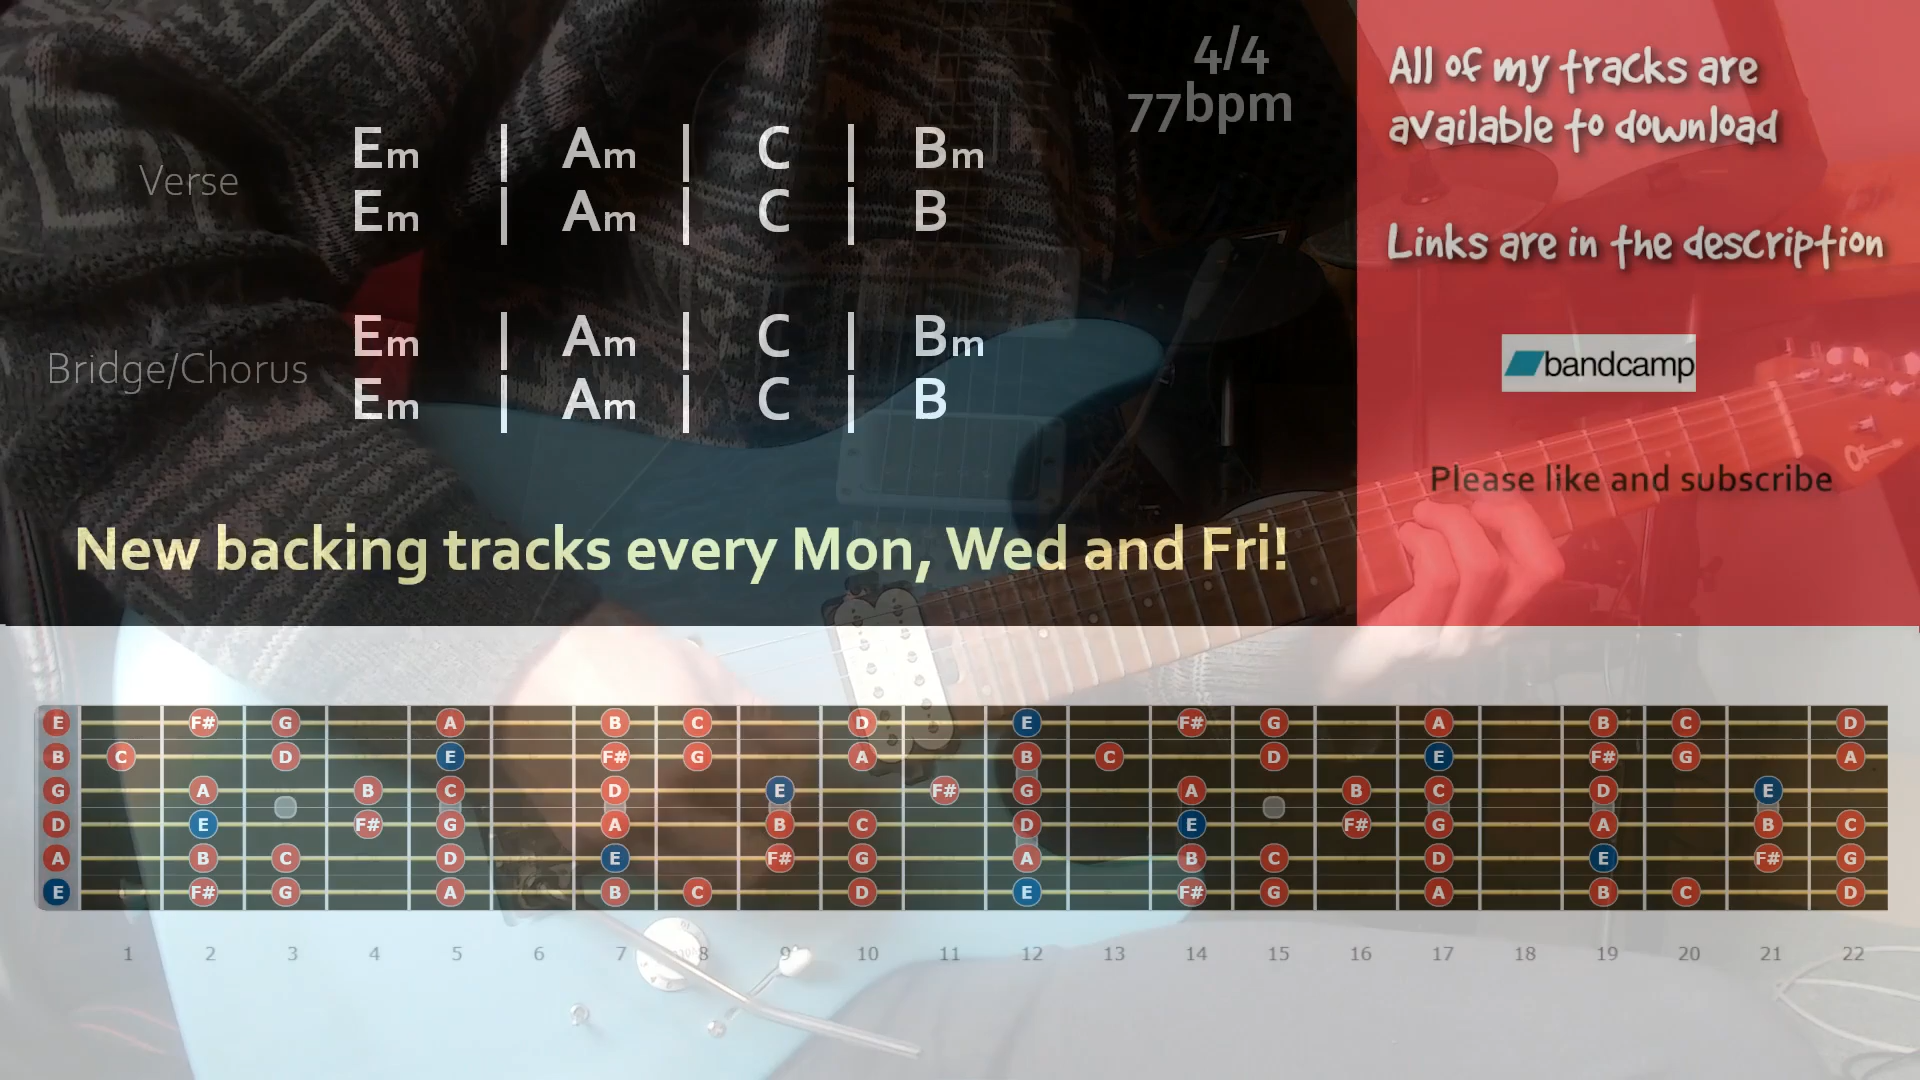 4/4
77bpm
Verse
Em | Am | C | Bm
Em | Am | C | B
Bridge/Chorus
Em | Am | C | Bm
Em | Am | C | B
New backing tracks every Mon, Wed and Fri!
All of my tracks are
available to download
Links are in the description
bandcamp
Please like and subscribe
E F# G A B C D E F# G A B C D
B C D E F# G A B C D E F# G A
G A B C D E F# G A B C D E
D E F# G A B C D E F# G A B C
A B C D E F# G A B C D E F# G
E F# G A B C D E F# G A B C D
1 2 3 4 5 6 7 8 9 10 11 12 13 14 15 16 17 18 19 20 21 22